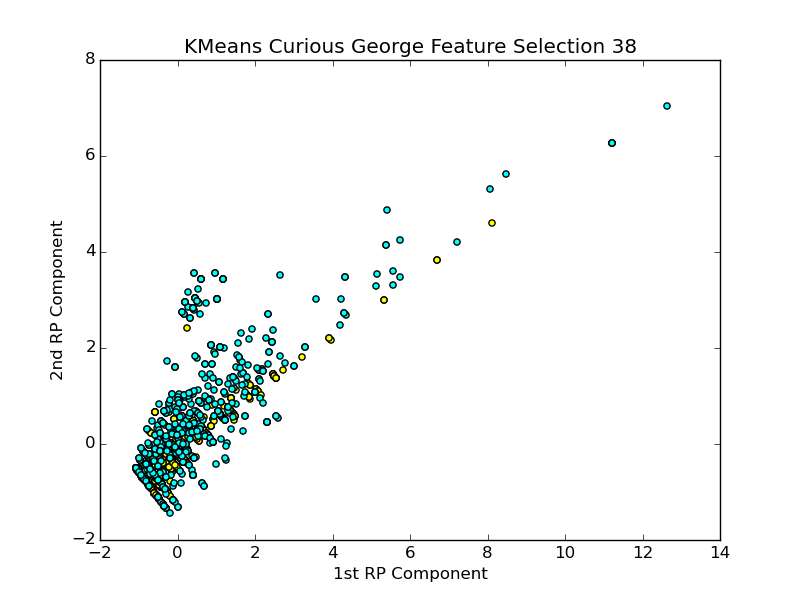 KMeans Curious George Feature Selection 38
8
6
4
2
0
−2
2nd RP Component
−2 0 2 4 6 8 10 12 14
1st RP Component